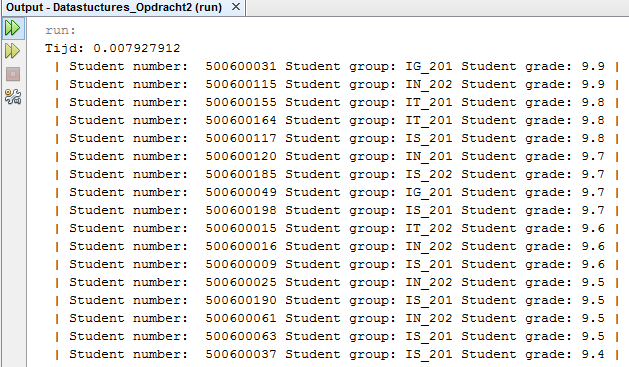 Output - Datastuctures_Opdracht2 (run) ×
run:
Tijd: 0.007927912
| Student number:  500600031 Student group: IG_201 Student grade: 9.9 |
| Student number:  500600115 Student group: IN_202 Student grade: 9.9 |
| Student number:  500600155 Student group: IT_201 Student grade: 9.8 |
| Student number:  500600164 Student group: IT_201 Student grade: 9.8 |
| Student number:  500600117 Student group: IS_201 Student grade: 9.8 |
| Student number:  500600120 Student group: IN_201 Student grade: 9.7 |
| Student number:  500600185 Student group: IS_202 Student grade: 9.7 |
| Student number:  500600049 Student group: IG_201 Student grade: 9.7 |
| Student number:  500600198 Student group: IS_201 Student grade: 9.7 |
| Student number:  500600015 Student group: IT_202 Student grade: 9.6 |
| Student number:  500600016 Student group: IN_202 Student grade: 9.6 |
| Student number:  500600009 Student group: IS_201 Student grade: 9.6 |
| Student number:  500600025 Student group: IN_202 Student grade: 9.5 |
| Student number:  500600190 Student group: IS_201 Student grade: 9.5 |
| Student number:  500600061 Student group: IN_202 Student grade: 9.5 |
| Student number:  500600063 Student group: IS_201 Student grade: 9.5 |
| Student number:  500600037 Student group: IS_201 Student grade: 9.4 |